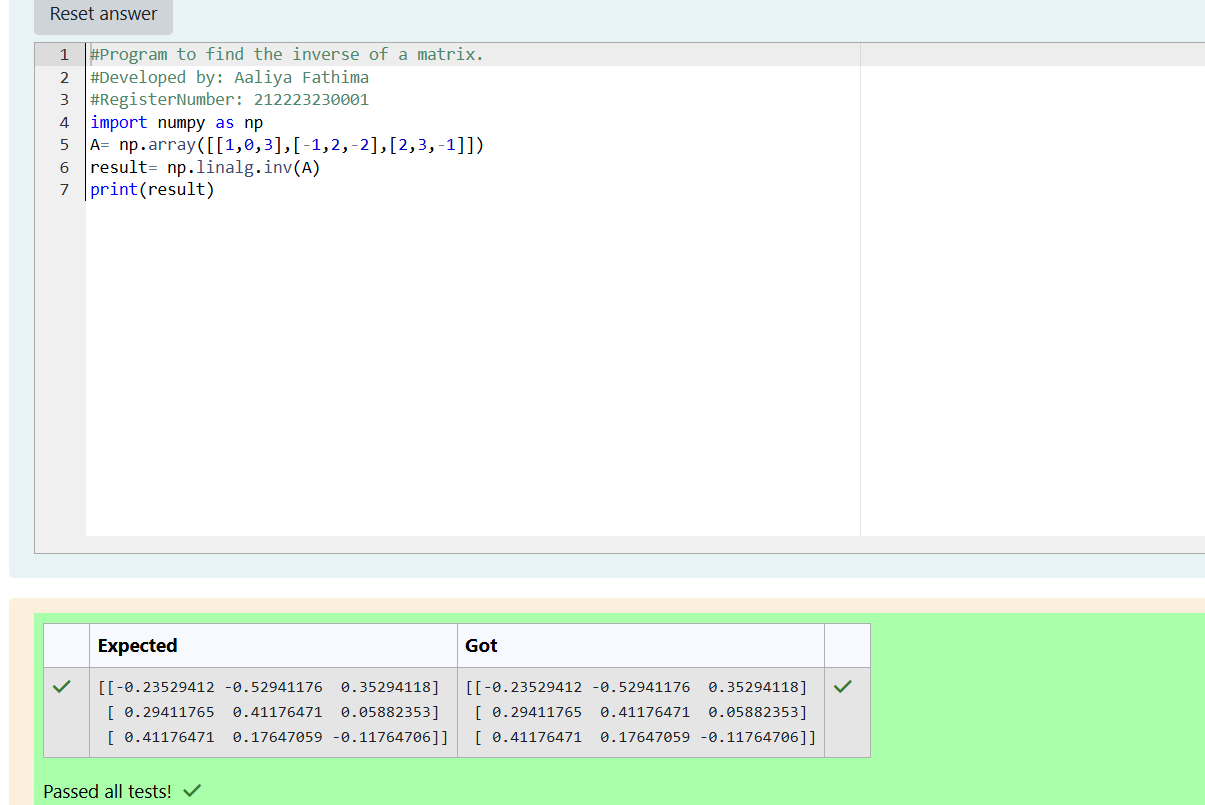 Reset answer
1 #Program to find the inverse of a matrix.
2 #Developed by: Aaliya Fathima
3 #RegisterNumber: 212223230001
4 import numpy as np
5 A= np.array([[1,0,3],[-1,2,-2],[2,3,-1]])
6 result= np.linalg.inv(A)
7 print(result)
Expected Got
[[-0.23529412 -0.52941176  0.35294118] [[-0.23529412 -0.52941176  0.35294118]
[ 0.29411765  0.41176471  0.05882353] [ 0.29411765  0.41176471  0.05882353]
[ 0.41176471  0.17647059 -0.11764706]] [ 0.41176471  0.17647059 -0.11764706]]
Passed all tests!